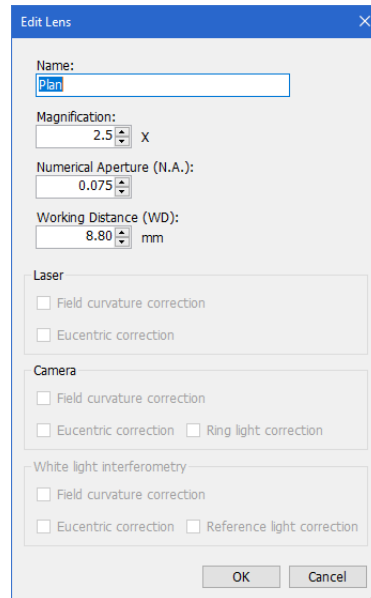 Edit Lens
Name:
Plan
Magnification:
2.5 X
Numerical Aperture (N.A.):
0.075
Working Distance (WD):
8.80 mm
Laser
Field curvature correction
Eucentric correction
Camera
Field curvature correction
Eucentric correction Ring light correction
White light interferometry
Field curvature correction
Eucentric correction Reference light correction
OK Cancel